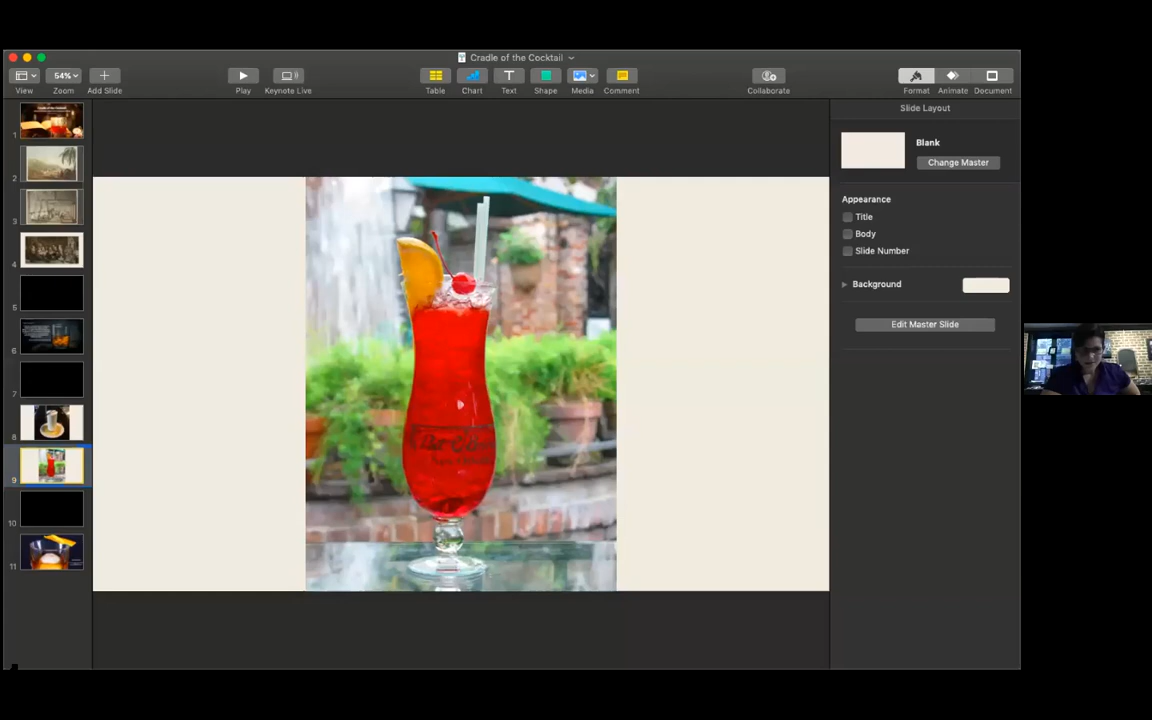 Cradle of the Cocktail
54%
View
Zoom
Add Slide
Play
Keynote Live
Table
Chart
Text
Shape
Media
Comment
Collaborate
Format
Animate
Document
Slide Layout
Blank
Change Master
Appearance
Title
Body
Slide Number
Background
Edit Master Slide
1
2
3
4
5
6
7
8
9
10
11